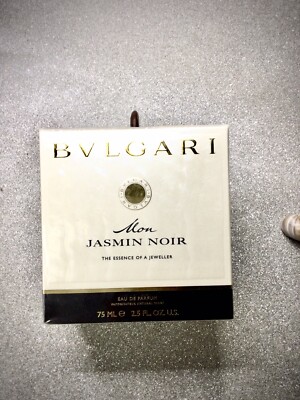 BVLGARI
Mon
JASMIN NOIR
THE ESSENCE OF A JEWELLER
EAU DE PARFUM
75 ML ℮ 2.5 FL. OZ. U.S.